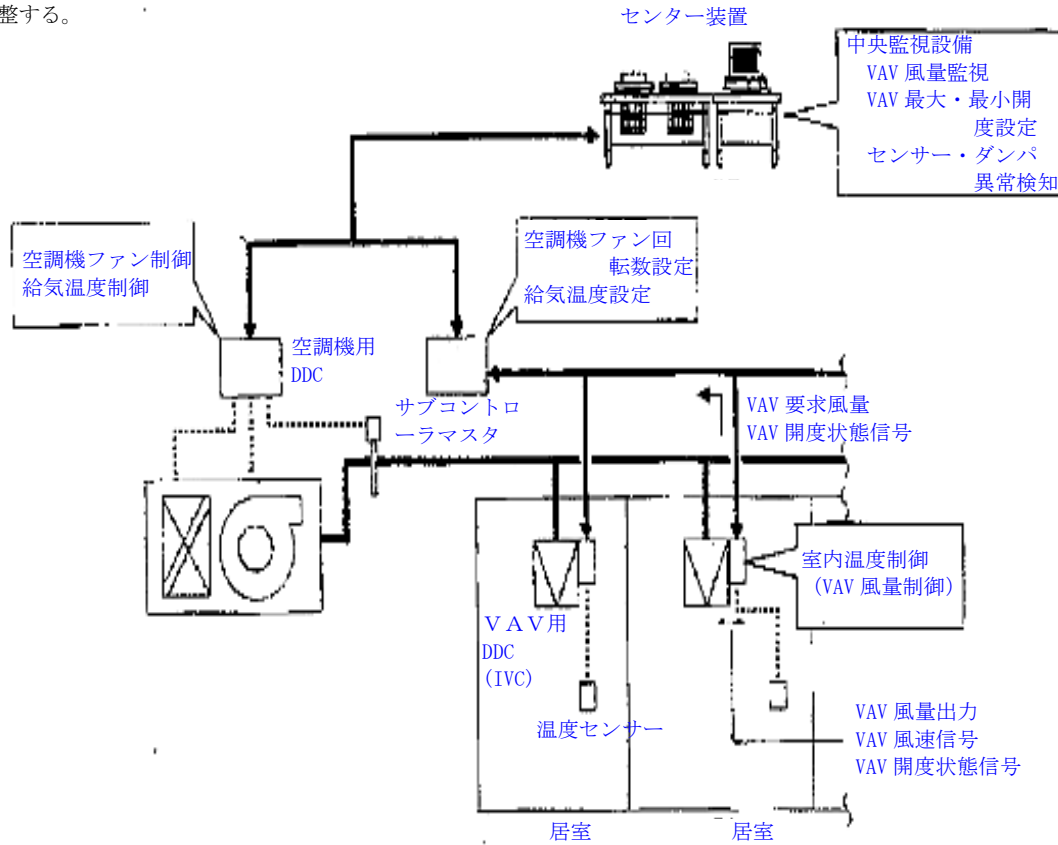 整する。
センター装置
中央監視設備
VAV 風量監視
VAV 最大・最小開
度設定
センサー・ダンパ
異常検知
空調機ファン制御
給気温度制御
空調機ファン回
転数設定
給気温度設定
空調機用
DDC
サブコントロ
ーラマスタ
VAV 要求風量
VAV 開度状態信号
室内温度制御
(VAV 風量制御)
ＶＡＶ用
DDC
(IVC)
温度センサー
VAV 風量出力
VAV 風速信号
VAV 開度状態信号
居室
居室